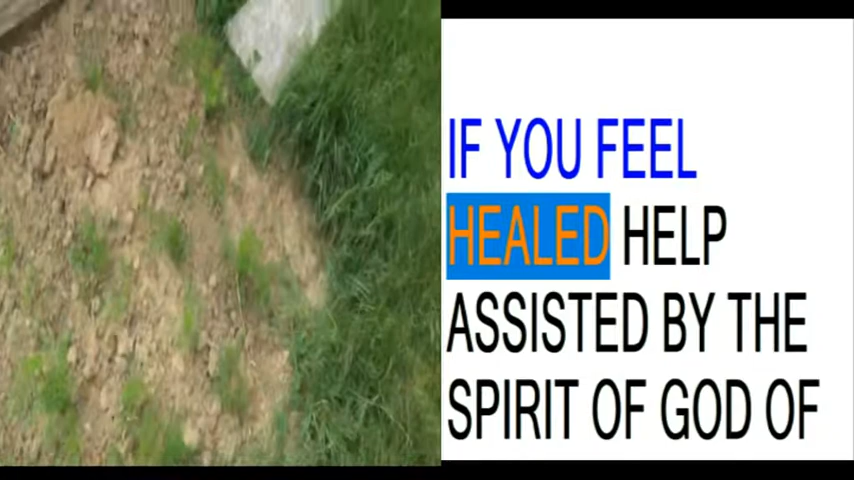 IF YOU FEEL
HEALED HELP
ASSISTED BY THE
SPIRIT OF GOD OF